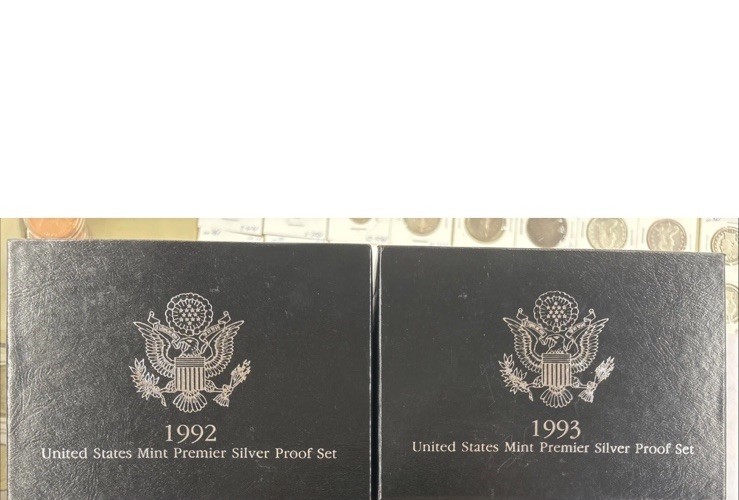 1992
United States Mint Premier Silver Proof Set
1993
United States Mint Premier Silver Proof Set